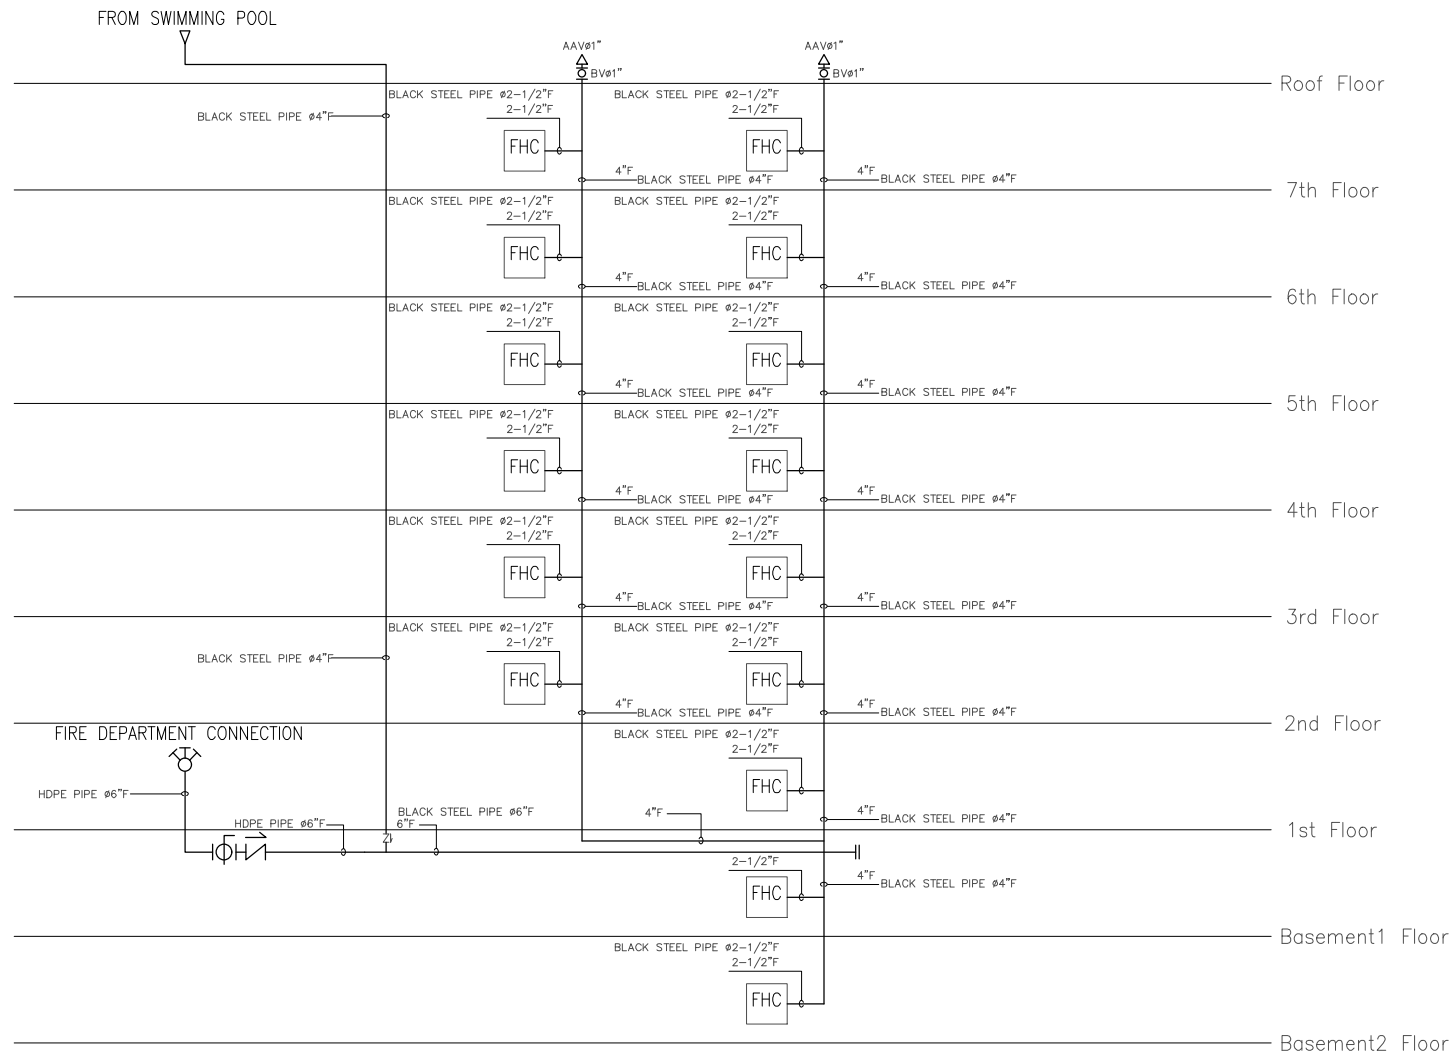 FROM SWIMMING POOL
AAVø1"
AAVø1"
BVø1"
BVø1"
Roof Floor
BLACK STEEL PIPE ø2-1/2"F
BLACK STEEL PIPE ø2-1/2"F
2-1/2"F
2-1/2"F
BLACK STEEL PIPE ø4"F
FHC
FHC
4"F
4"F
BLACK STEEL PIPE ø4"F
BLACK STEEL PIPE ø4"F
7th Floor
BLACK STEEL PIPE ø2-1/2"F
BLACK STEEL PIPE ø2-1/2"F
2-1/2"F
2-1/2"F
FHC
FHC
4"F
4"F
BLACK STEEL PIPE ø4"F
BLACK STEEL PIPE ø4"F
6th Floor
BLACK STEEL PIPE ø2-1/2"F
BLACK STEEL PIPE ø2-1/2"F
2-1/2"F
2-1/2"F
FHC
FHC
4"F
4"F
BLACK STEEL PIPE ø4"F
BLACK STEEL PIPE ø4"F
5th Floor
BLACK STEEL PIPE ø2-1/2"F
BLACK STEEL PIPE ø2-1/2"F
2-1/2"F
2-1/2"F
FHC
FHC
4"F
4"F
BLACK STEEL PIPE ø4"F
BLACK STEEL PIPE ø4"F
4th Floor
BLACK STEEL PIPE ø2-1/2"F
BLACK STEEL PIPE ø2-1/2"F
2-1/2"F
2-1/2"F
FHC
FHC
4"F
4"F
BLACK STEEL PIPE ø4"F
BLACK STEEL PIPE ø4"F
3rd Floor
BLACK STEEL PIPE ø2-1/2"F
BLACK STEEL PIPE ø2-1/2"F
2-1/2"F
2-1/2"F
BLACK STEEL PIPE ø4"F
FHC
FHC
4"F
4"F
BLACK STEEL PIPE ø4"F
BLACK STEEL PIPE ø4"F
2nd Floor
FIRE DEPARTMENT CONNECTION
BLACK STEEL PIPE ø2-1/2"F
2-1/2"F
FHC
HDPE PIPE ø6"F
BLACK STEEL PIPE ø6"F
4"F
4"F
HDPE PIPE ø6"F
6"F
BLACK STEEL PIPE ø4"F
1st Floor
2-1/2"F
4"F
FHC
BLACK STEEL PIPE ø4"F
Basement1 Floor
BLACK STEEL PIPE ø2-1/2"F
2-1/2"F
FHC
Basement2 Floor